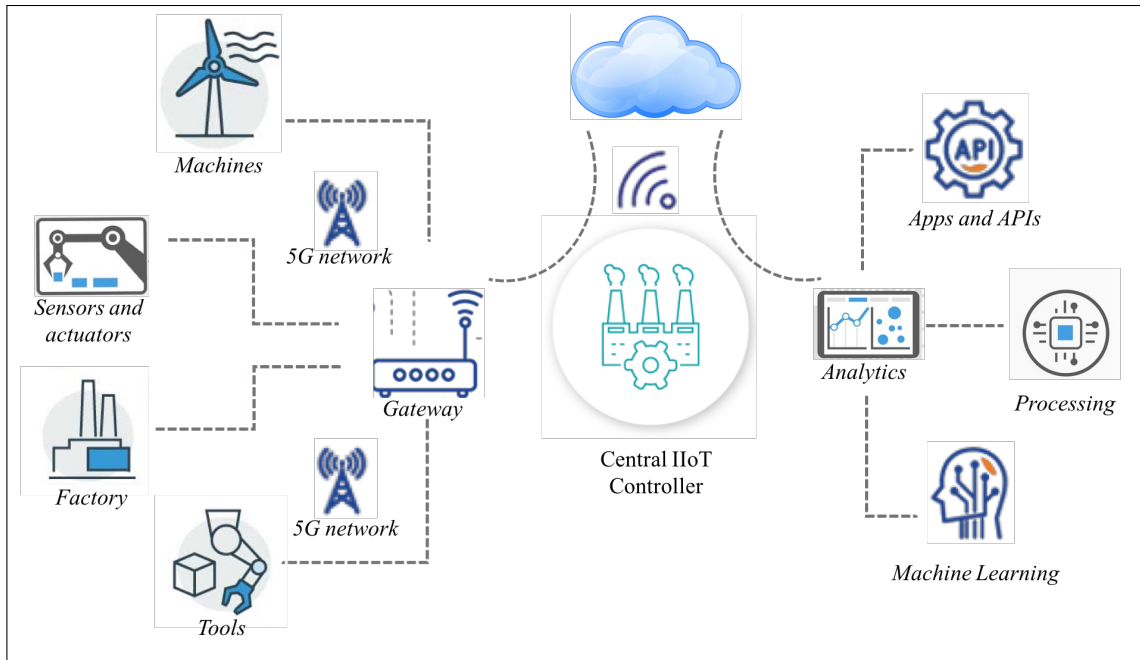 Machines
5G network
Sensors and
actuators
Gateway
Factory
5G network
Tools
Central IIoT
Controller
API
Apps and APIs
Analytics
Processing
Machine Learning